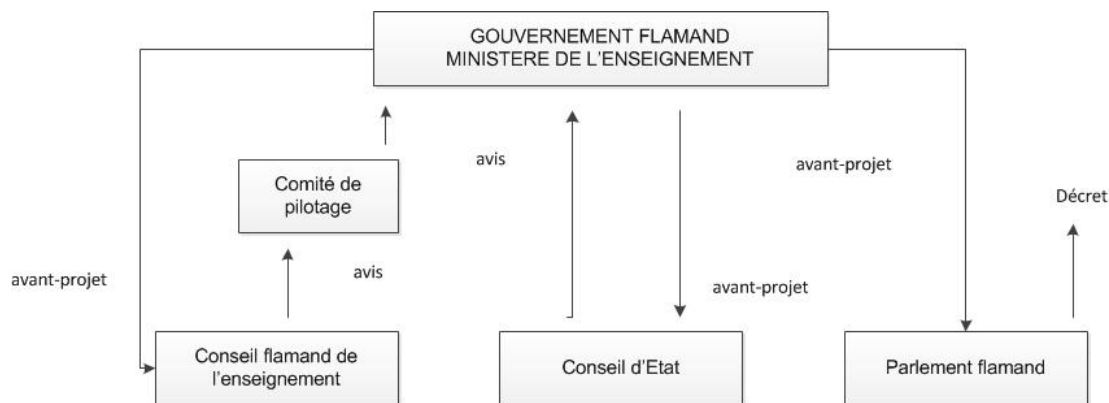 GOUVERNEMENT FLAMAND
MINISTERE DE L'ENSEIGNEMENT
avis
avant-projet
Comité de
pilotage
Décret
avant-projet
avis
avant-projet
Conseil flamand de
l'enseignement
Conseil d'Etat
Parlement flamand